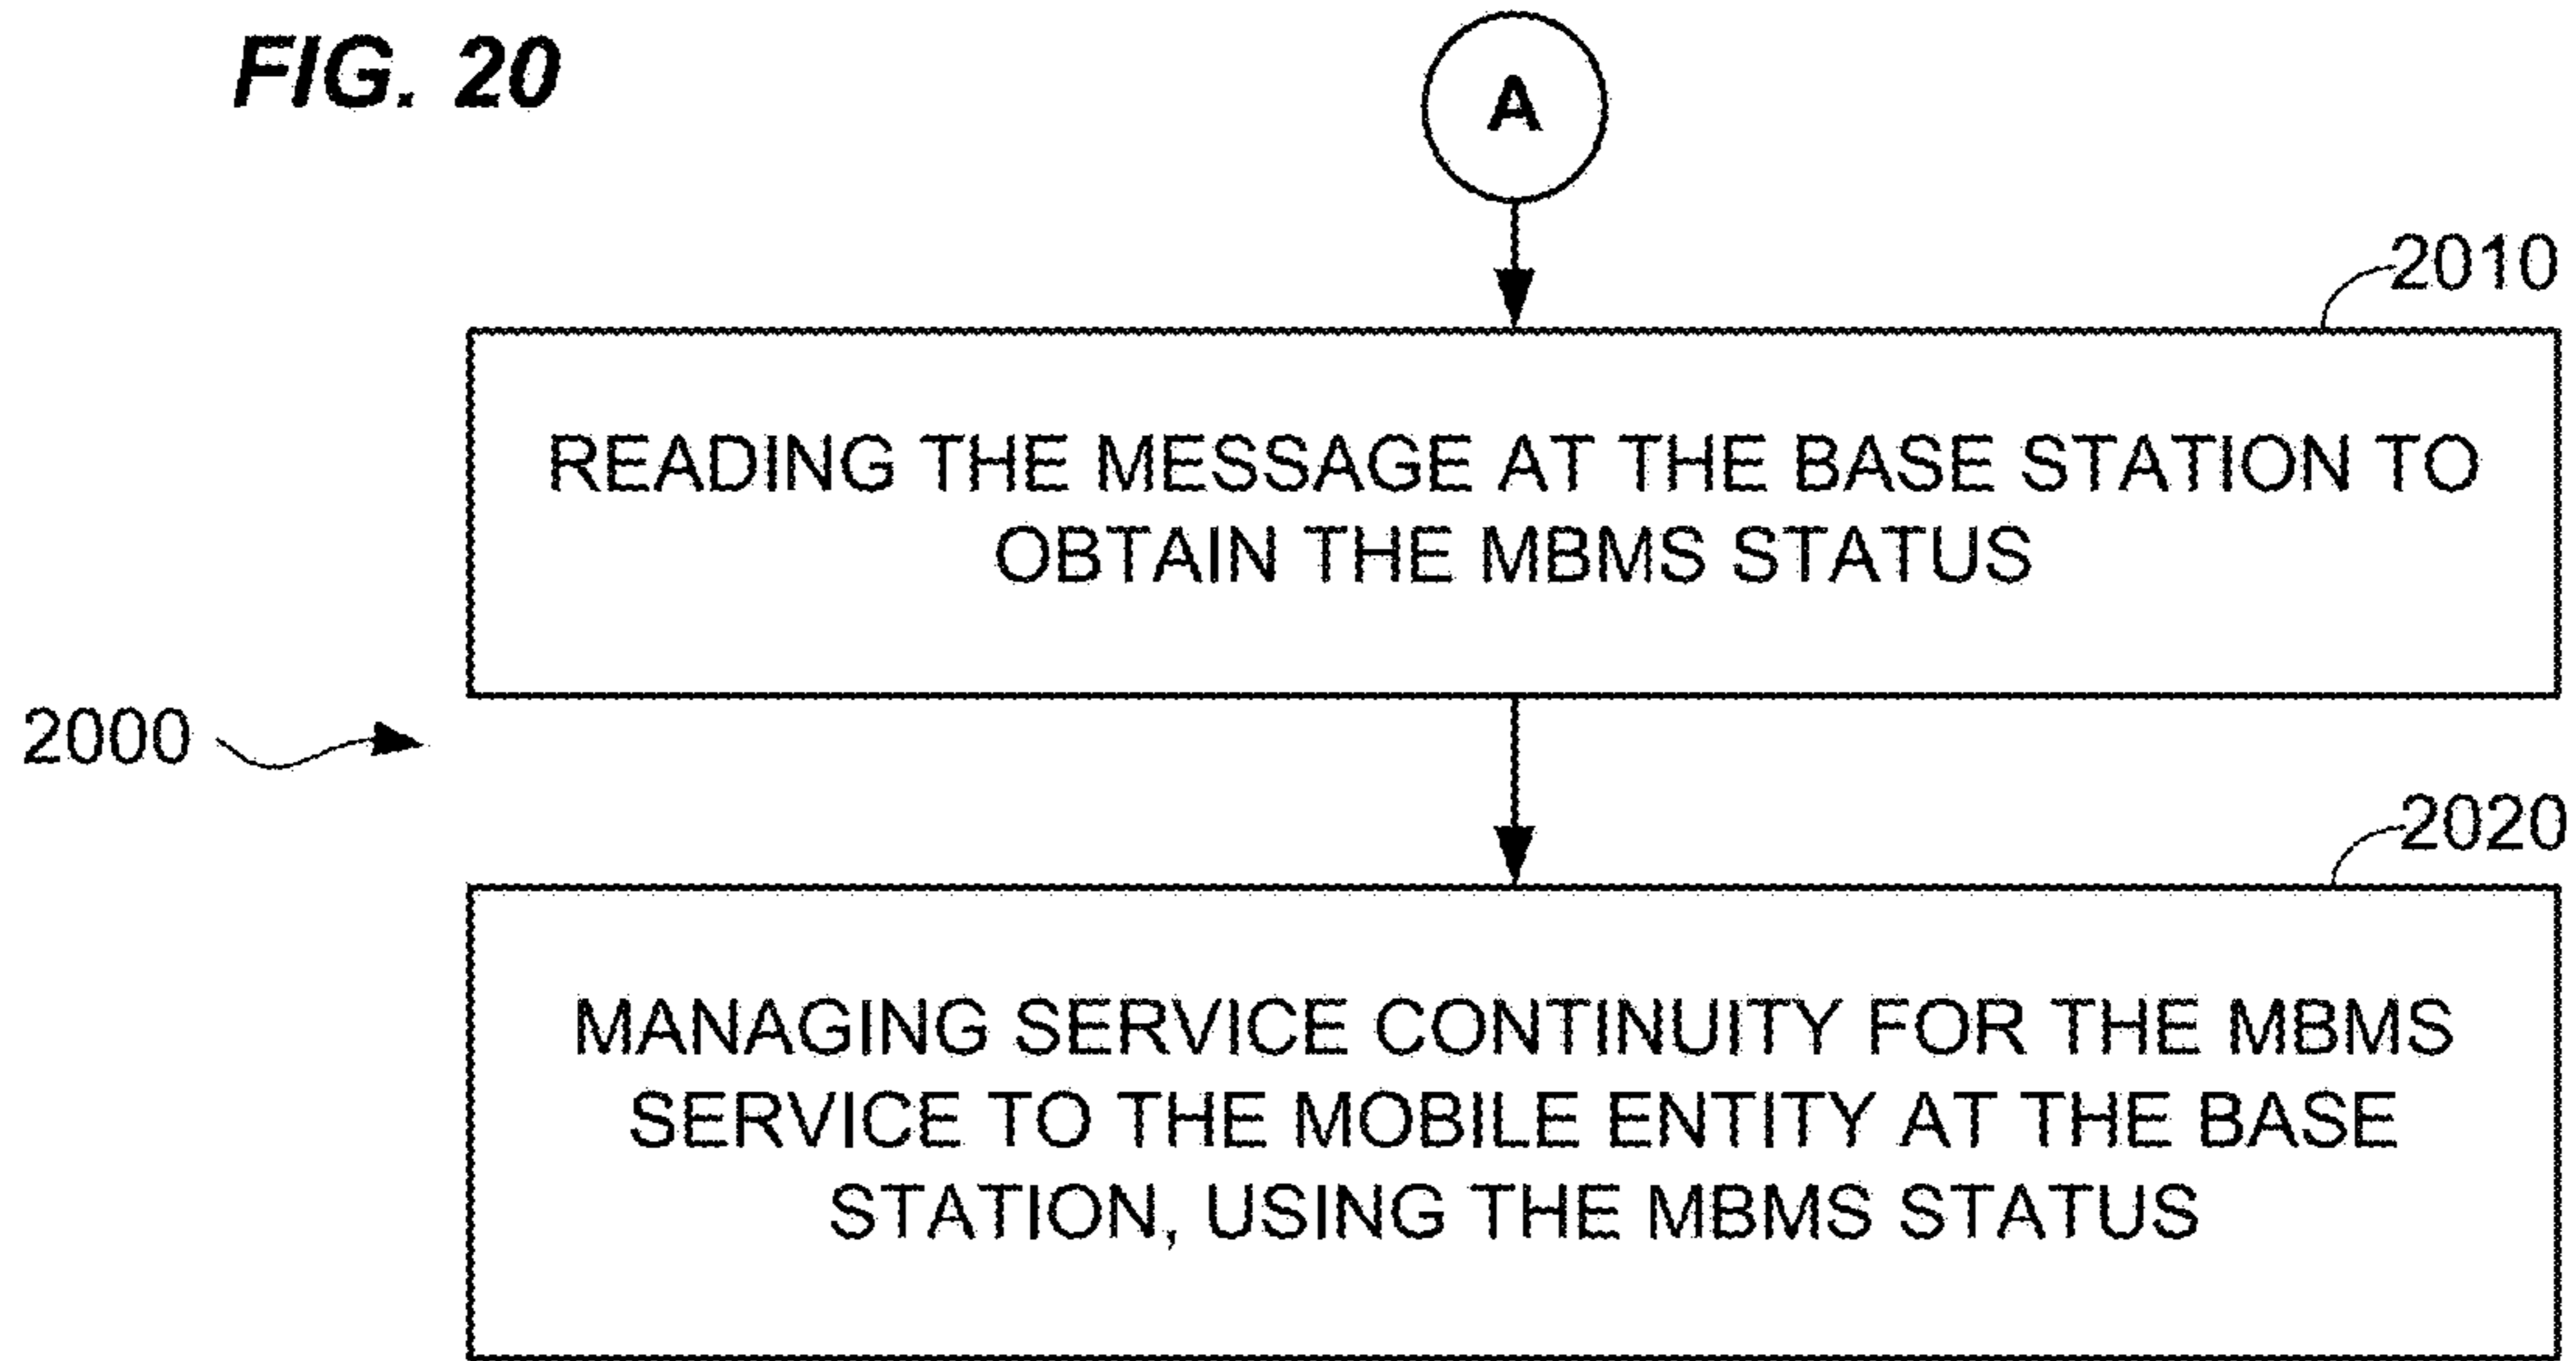 FIG. 20
A
2010
READING THE MESSAGE AT THE BASE STATION TO
OBTAIN THE MBMS STATUS
2000
2020
MANAGING SERVICE CONTINUITY FOR THE MBMS
SERVICE TO THE MOBILE ENTITY AT THE BASE
STATION, USING THE MBMS STATUS